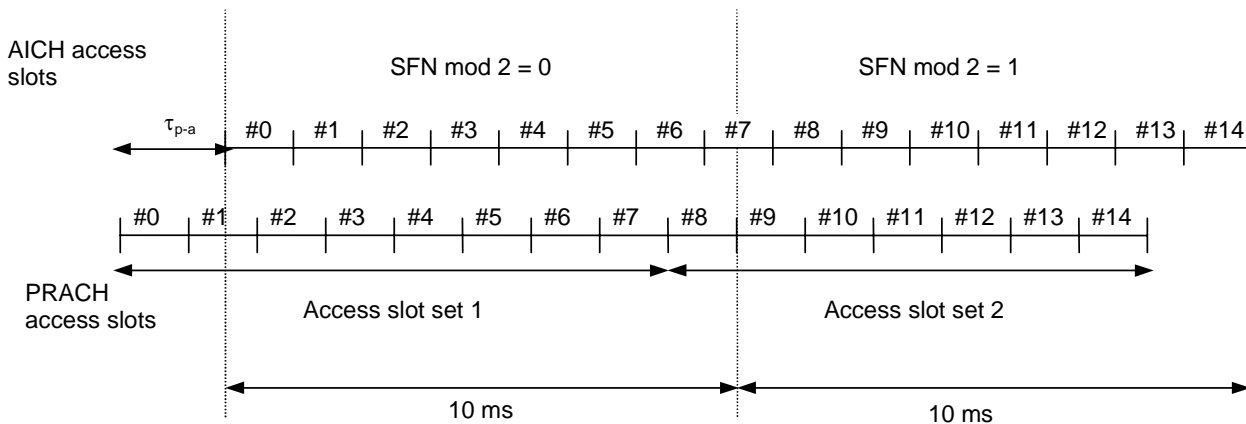 AICH access
slots
SFN mod 2 = 0
SFN mod 2 = 1
τp-a
#0 #1 #2 #3 #4 #5 #6 #7 #8 #9 #10 #11 #12 #13 #14
#0 #1 #2 #3 #4 #5 #6 #7 #8 #9 #10 #11 #12 #13 #14
PRACH
access slots
Access slot set 1
Access slot set 2
10 ms
10 ms